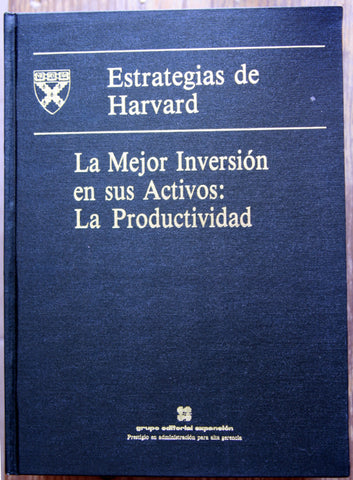 Estrategias de
Harvard
La Mejor Inversión
en sus Activos:
La Productividad
grupo editorial expansión
Prestigio en administración para alta gerencia